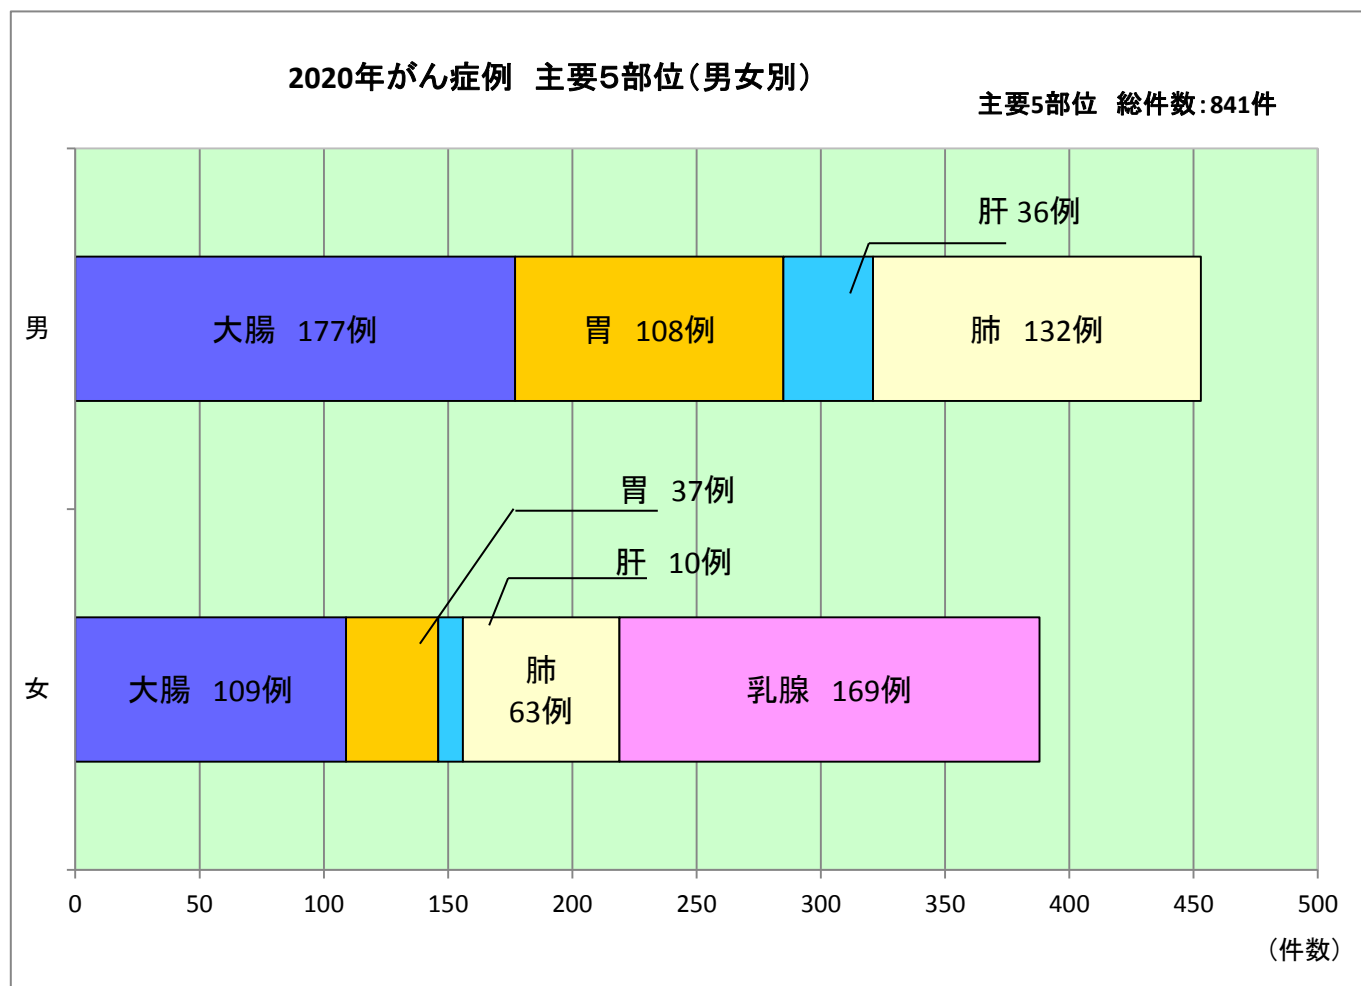 2020年がん症例　主要5部位（男女別）
主要5部位　総件数：841件
肝 36例
男
大腸　177例
胃　108例
肺　132例
胃　37例
肝　10例
女
大腸　109例
肺
63例
乳腺　169例
0 50 100 150 200 250 300 350 400 450 500
（件数）